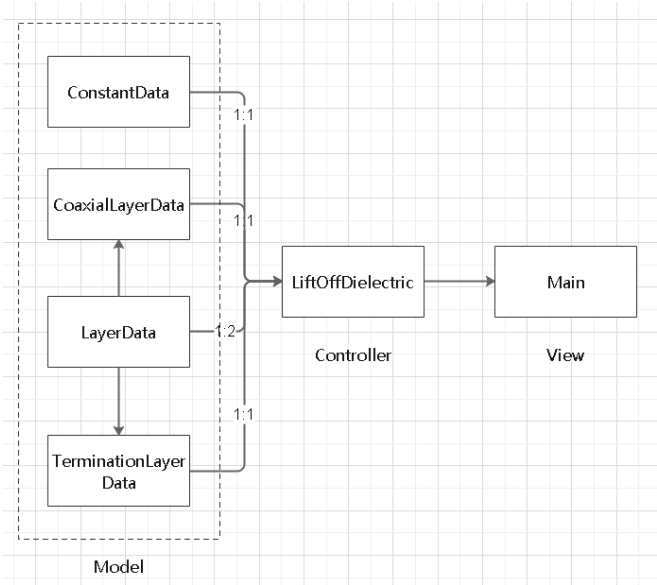 ConstantData
1:1
CoaxialLayerData
1:1
LiftOffDielectric
Main
LayerData
1:2
Controller
View
1:1
TerminationLayer
Data
Model